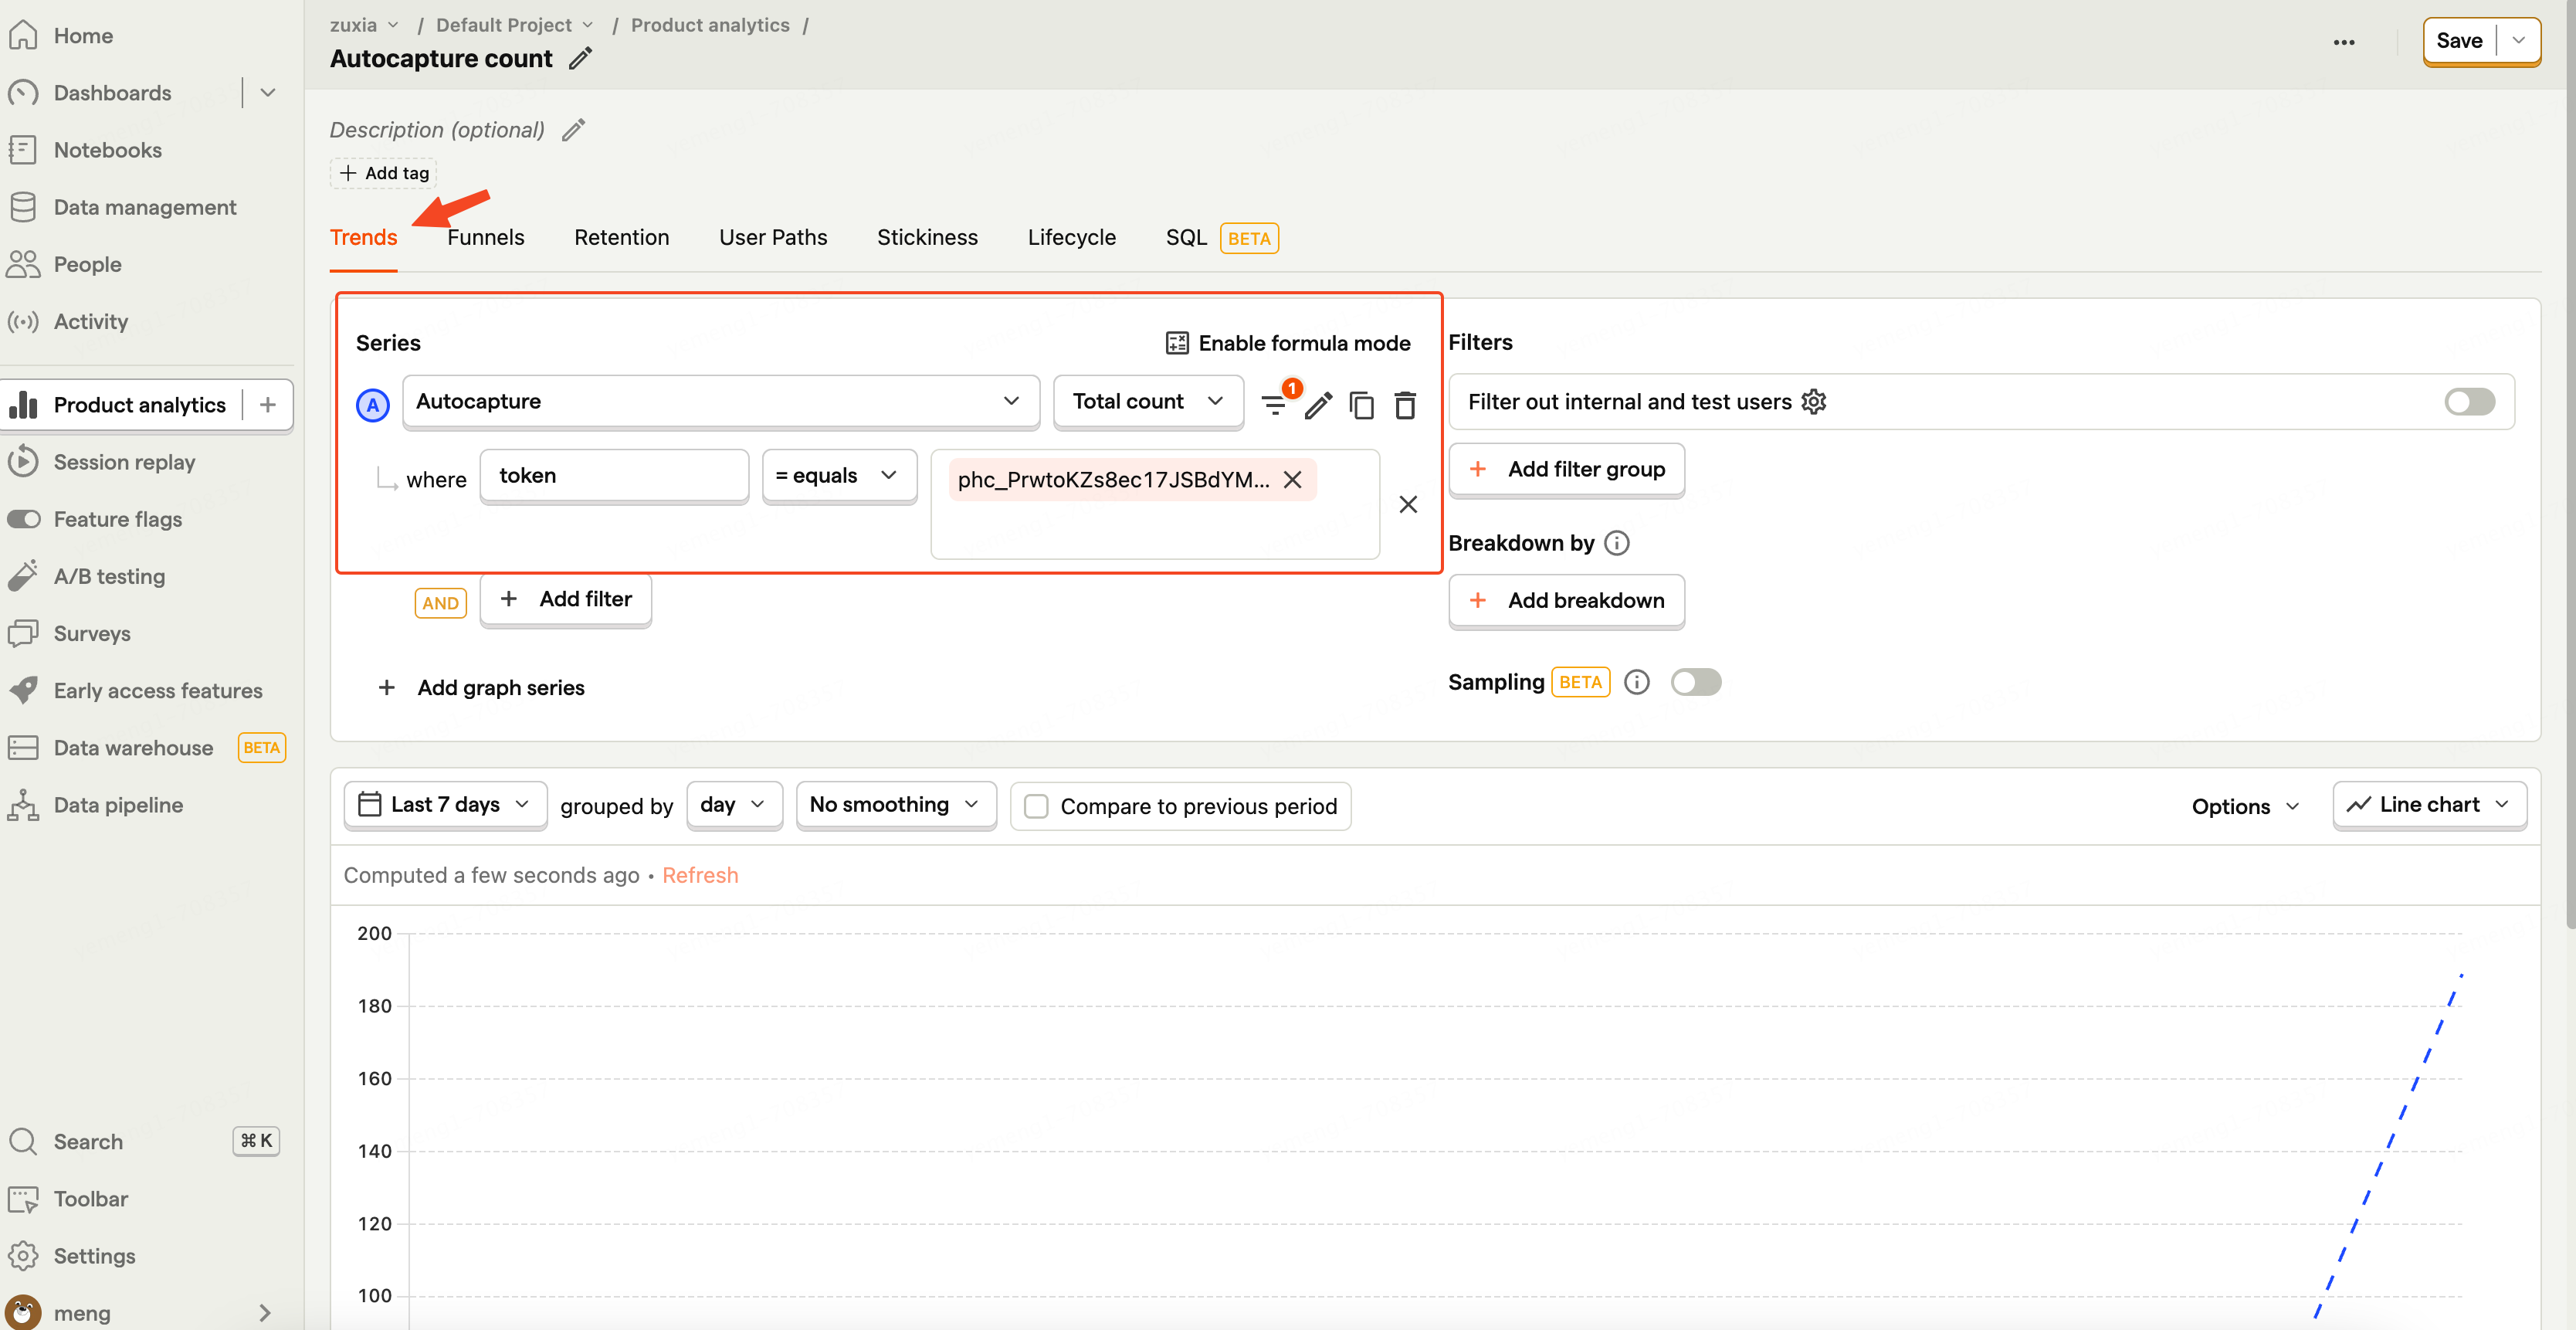 Home
Dashboards
Notebooks
Data management
People
Activity
Product analytics
Session replay
Feature flags
A/B testing
Surveys
Early access features
Data warehouse BETA
Data pipeline
Search ⌘ K
Toolbar
Settings
meng
zuxia / Default Project / Product analytics /
Autocapture count
Save
Description (optional)
+ Add tag
Trends Funnels Retention User Paths Stickiness Lifecycle SQL BETA
Series Enable formula mode
A Autocapture Total count 1
where token = equals phc_PrwtoKZs8ec17JSBdYM...
AND + Add filter
+ Add graph series
Filters
Filter out internal and test users
+ Add filter group
Breakdown by
+ Add breakdown
Sampling BETA
Last 7 days grouped by day No smoothing Compare to previous period Options Line chart
Computed a few seconds ago • Refresh
200
180
160
140
120
100